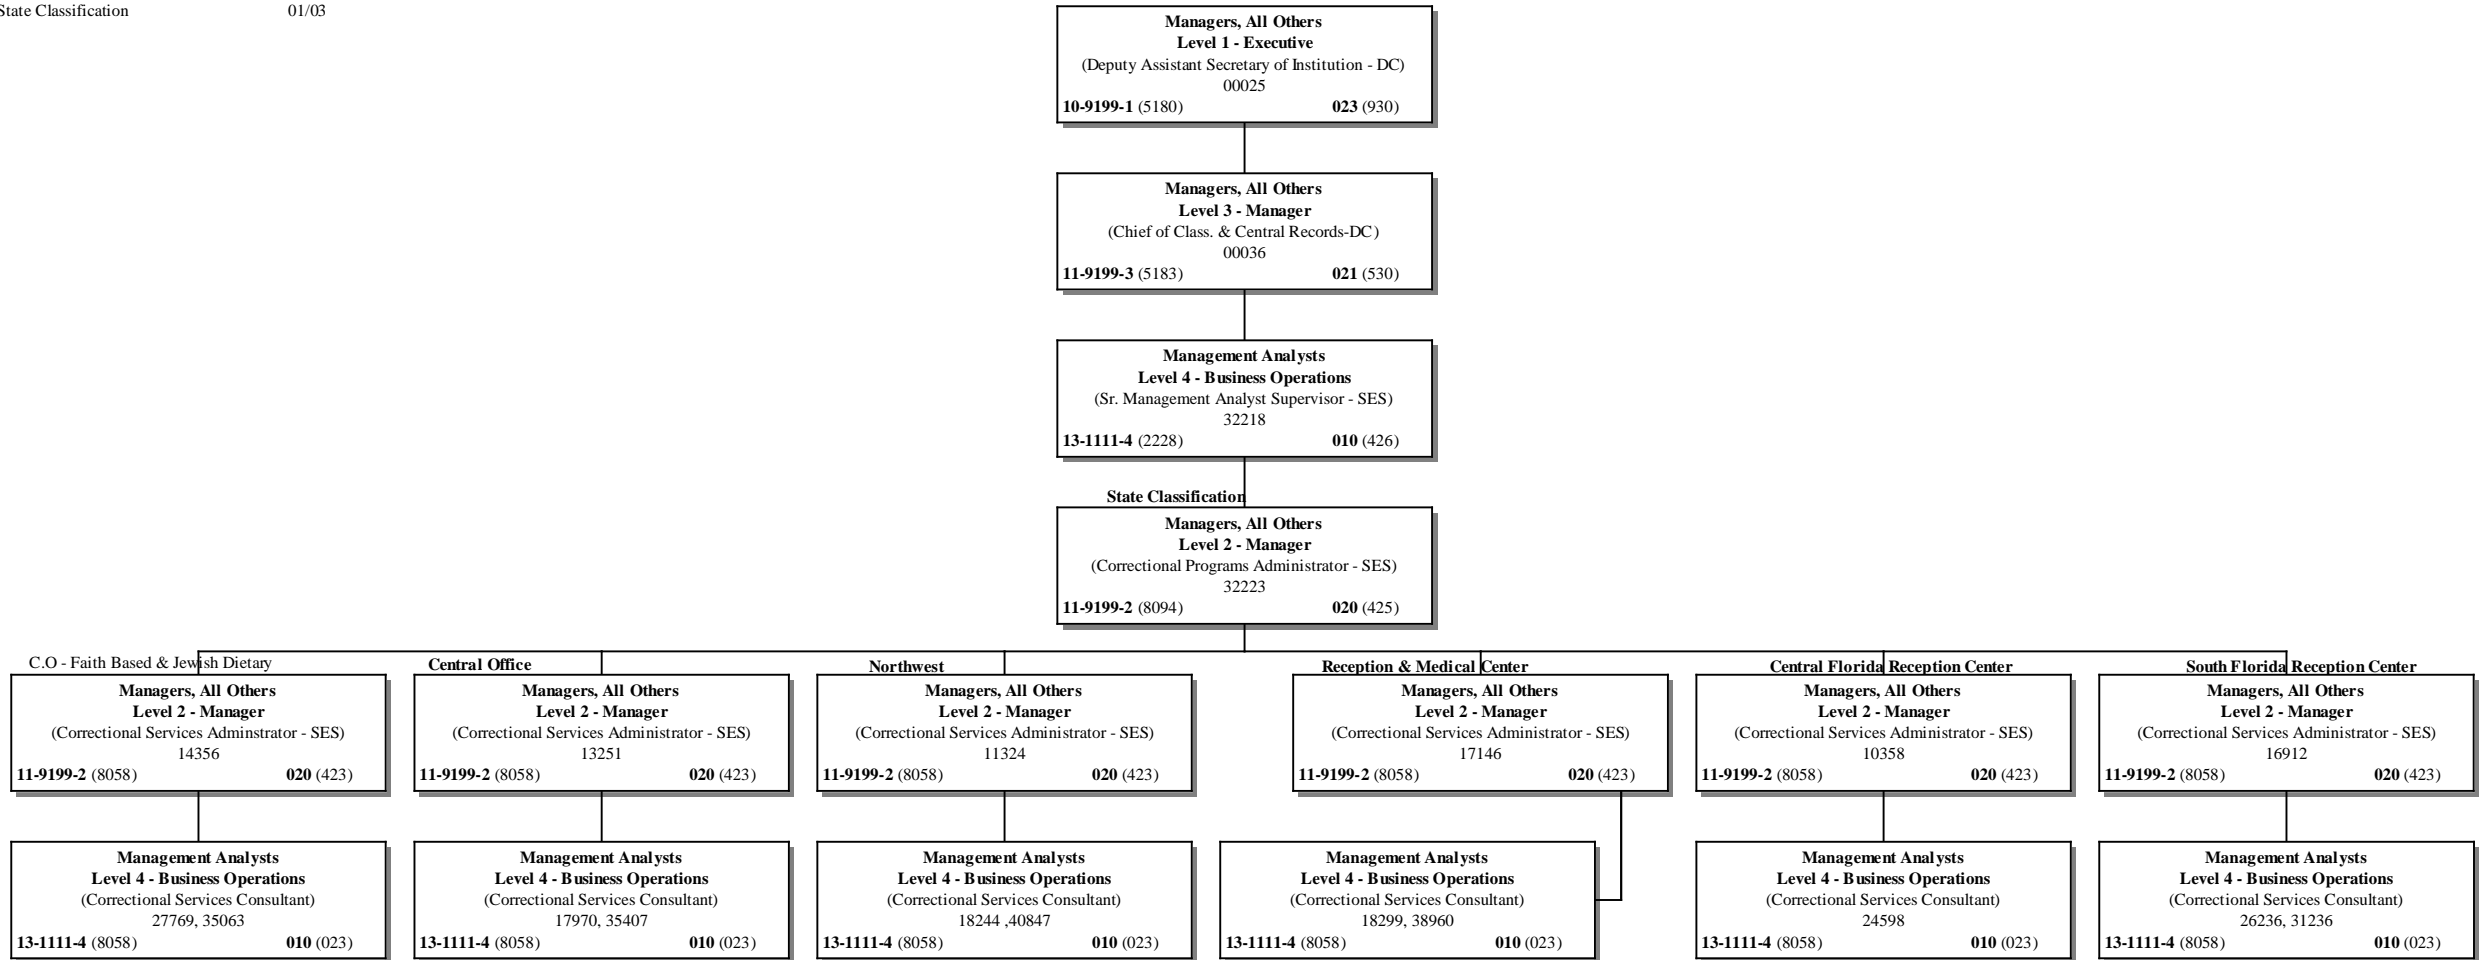 State Classification 01/03
Managers, All Others
Level 1 - Executive
(Deputy Assistant Secretary of Institution - DC)
00025
10-9199-1 (5180) 023 (930)
Managers, All Others
Level 3 - Manager
(Chief of Class. & Central Records-DC)
00036
11-9199-3 (5183) 021 (530)
Management Analysts
Level 4 - Business Operations
(Sr. Management Analyst Supervisor - SES)
32218
13-1111-4 (2228) 010 (426)
State Classification
Managers, All Others
Level 2 - Manager
(Correctional Programs Administrator - SES)
32223
11-9199-2 (8094) 020 (425)
C.O - Faith Based & Jewish Dietary
Managers, All Others
Level 2 - Manager
(Correctional Services Adminstrator - SES)
14356
11-9199-2 (8058) 020 (423)
Central Office
Managers, All Others
Level 2 - Manager
(Correctional Services Administrator - SES)
13251
11-9199-2 (8058) 020 (423)
Northwest
Managers, All Others
Level 2 - Manager
(Correctional Services Administrator - SES)
11324
11-9199-2 (8058) 020 (423)
Reception & Medical Center
Managers, All Others
Level 2 - Manager
(Correctional Services Administrator - SES)
17146
11-9199-2 (8058) 020 (423)
Central Florida Reception Center
Managers, All Others
Level 2 - Manager
(Correctional Services Administrator - SES)
10358
11-9199-2 (8058) 020 (423)
South Florida Reception Center
Managers, All Others
Level 2 - Manager
(Correctional Services Administrator - SES)
16912
11-9199-2 (8058) 020 (423)
Management Analysts
Level 4 - Business Operations
(Correctional Services Consultant)
27769, 35063
13-1111-4 (8058) 010 (023)
Management Analysts
Level 4 - Business Operations
(Correctional Services Consultant)
17970, 35407
13-1111-4 (8058) 010 (023)
Management Analysts
Level 4 - Business Operations
(Correctional Services Consultant)
18244 ,40847
13-1111-4 (8058) 010 (023)
Management Analysts
Level 4 - Business Operations
(Correctional Services Consultant)
18299, 38960
13-1111-4 (8058) 010 (023)
Management Analysts
Level 4 - Business Operations
(Correctional Services Consultant)
24598
13-1111-4 (8058) 010 (023)
Management Analysts
Level 4 - Business Operations
(Correctional Services Consultant)
26236, 31236
13-1111-4 (8058) 010 (023)